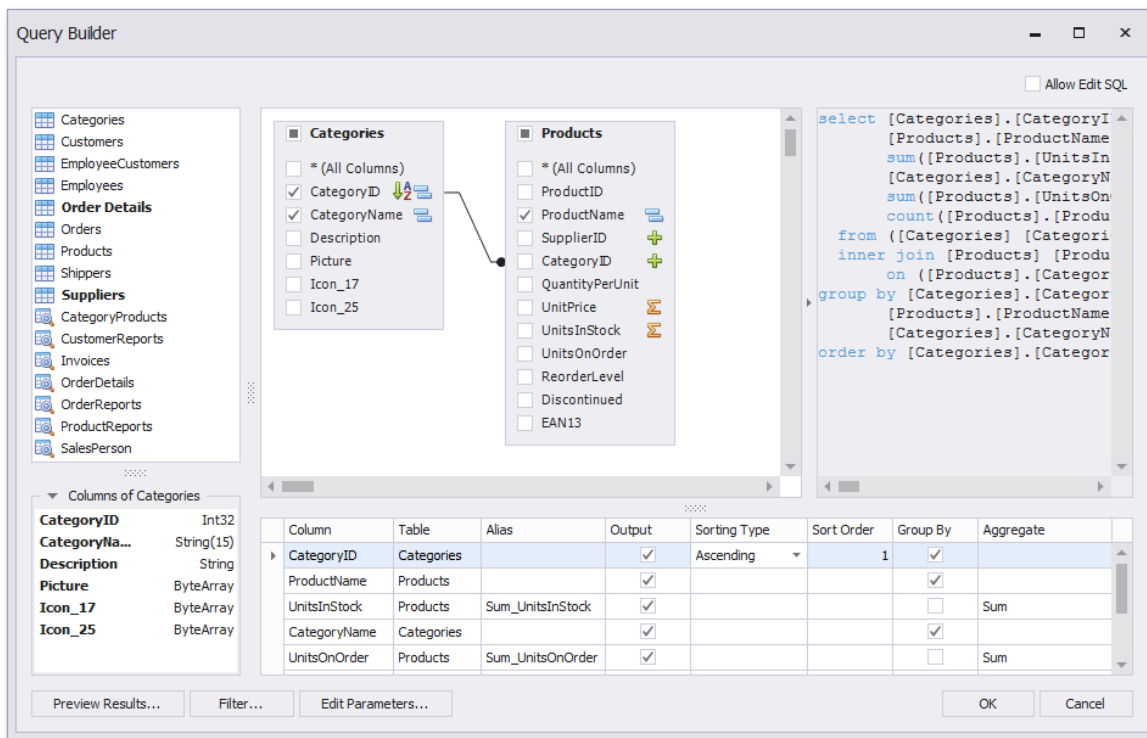 Query Builder
Allow Edit SQL
Categories
Customers
EmployeeCustomers
Employees
Order Details
Orders
Products
Shippers
Suppliers
CategoryProducts
CustomerReports
Invoices
OrderDetails
OrderReports
ProductReports
SalesPerson
Columns of Categories
CategoryID Int32
CategoryNa... String(15)
Description String
Picture ByteArray
Icon_17 ByteArray
Icon_25 ByteArray
Categories
* (All Columns)
CategoryID
CategoryName
Description
Picture
Icon_17
Icon_25
Products
* (All Columns)
ProductID
ProductName
SupplierID
CategoryID
QuantityPerUnit
UnitPrice
UnitsInStock
UnitsOnOrder
ReorderLevel
Discontinued
EAN13
select [Categories].[CategoryI
[Products].[ProductName
sum([Products].[UnitsIn
[Categories].[CategoryN
sum([Products].[UnitsOn
count([Products].[Produ
from ([Categories] [Categori
inner join [Products] [Produ
on ([Products].[Categor
group by [Categories].[Categor
[Products].[ProductName
[Categories].[CategoryN
order by [Categories].[Categor
Column Table Alias Output Sorting Type Sort Order Group By Aggregate
CategoryID Categories Ascending 1
ProductName Products
UnitsInStock Products Sum_UnitsInStock Sum
CategoryName Categories
UnitsOnOrder Products Sum_UnitsOnOrder Sum
Preview Results... Filter... Edit Parameters... OK Cancel